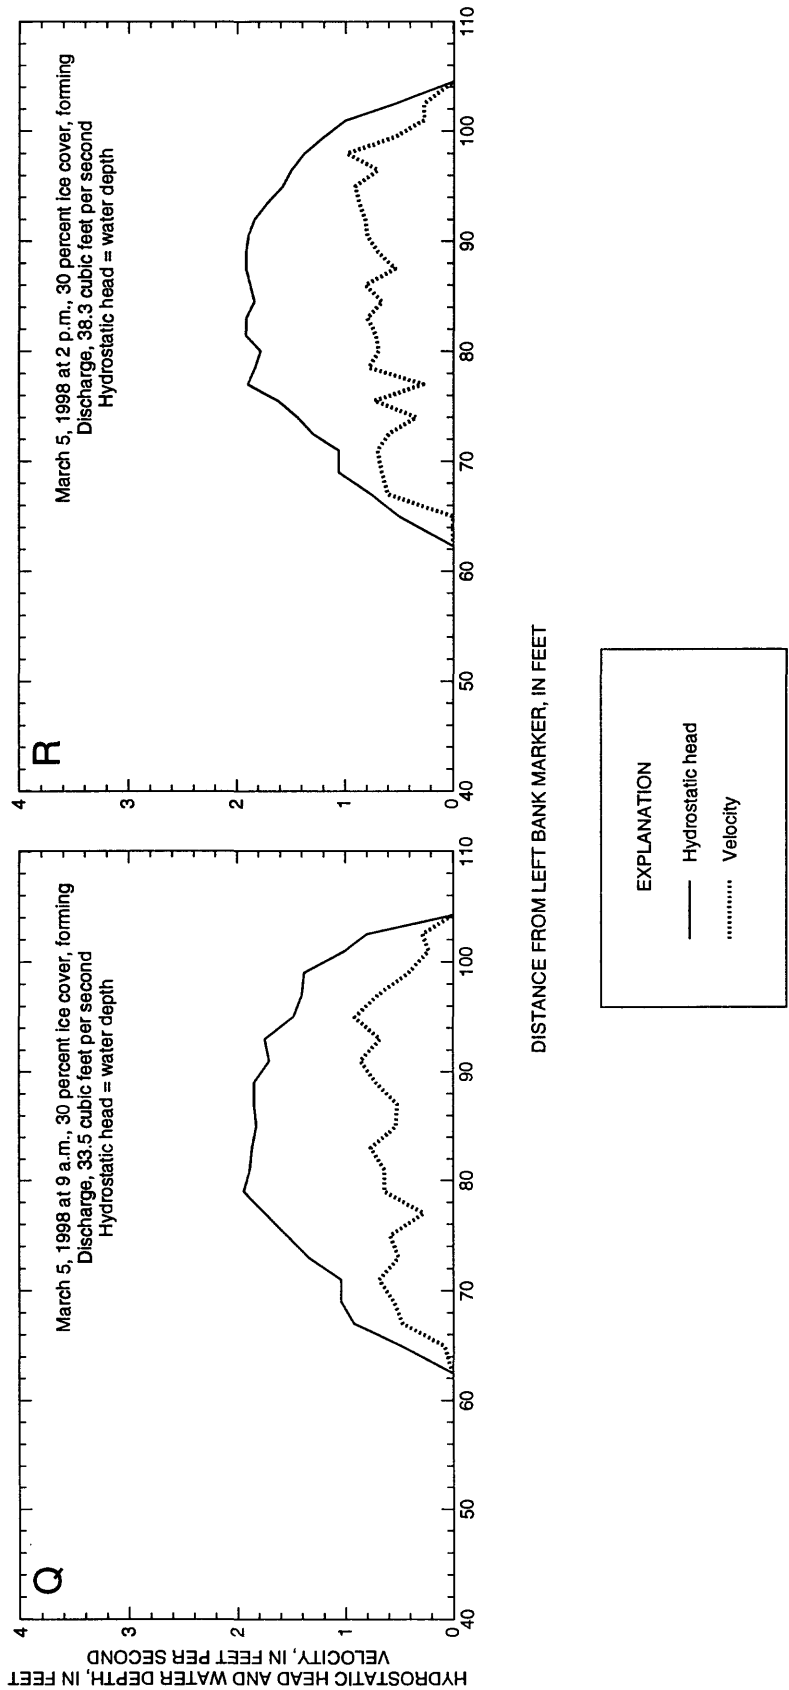 HYDROSTATIC HEAD AND WATER DEPTH, IN FEET
VELOCITY, IN FEET PER SECOND
Q
March 5, 1998 at 9 a.m., 30 percent ice cover, forming
Discharge, 33.5 cubic feet per second
Hydrostatic head = water depth
4
3
2
1
0
40
50
60
70
80
90
100
110
R
March 5, 1998 at 2 p.m., 30 percent ice cover, forming
Discharge, 38.3 cubic feet per second
Hydrostatic head = water depth
4
3
2
1
0
40
50
60
70
80
90
100
110
DISTANCE FROM LEFT BANK MARKER, IN FEET
EXPLANATION
Hydrostatic head
Velocity